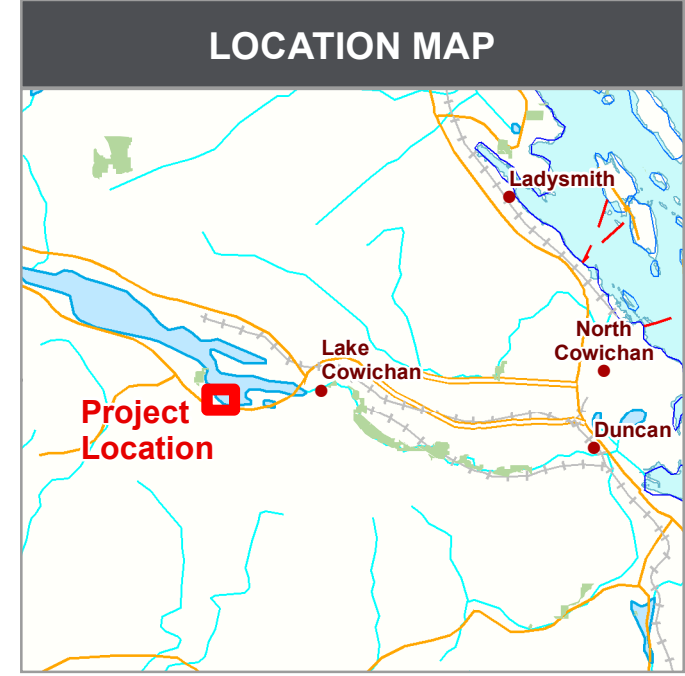 LOCATION MAP
Ladysmith
North
Cowichan
Lake
Cowichan
Project
Location
Duncan